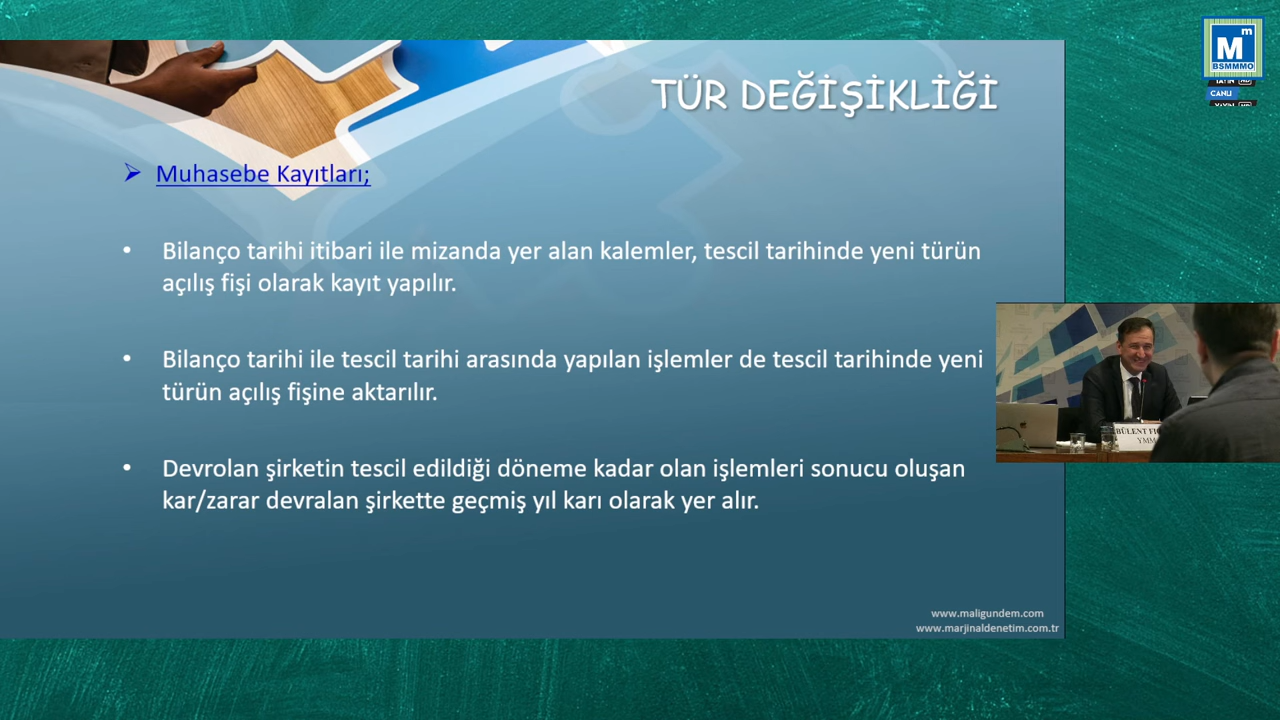 TÜR DEĞİŞİKLİĞİ
Muhasebe Kayıtları;
Bilanço tarihi itibari ile mizanda yer alan kalemler, tescil tarihinde yeni türün
açılış fişi olarak kayıt yapılır.
Bilanço tarihi ile tescil tarihi arasında yapılan işlemler de tescil tarihinde yeni
türün açılış fişine aktarılır.
Devrolan şirketin tescil edildiği döneme kadar olan işlemleri sonucu oluşan
kar/zarar devralan şirkette geçmiş yıl karı olarak yer alır.
www.maligundem.com
www.marjinaldenetim.com.tr
Mm
BSMMMO
CANLI
BÜLENT
YMM